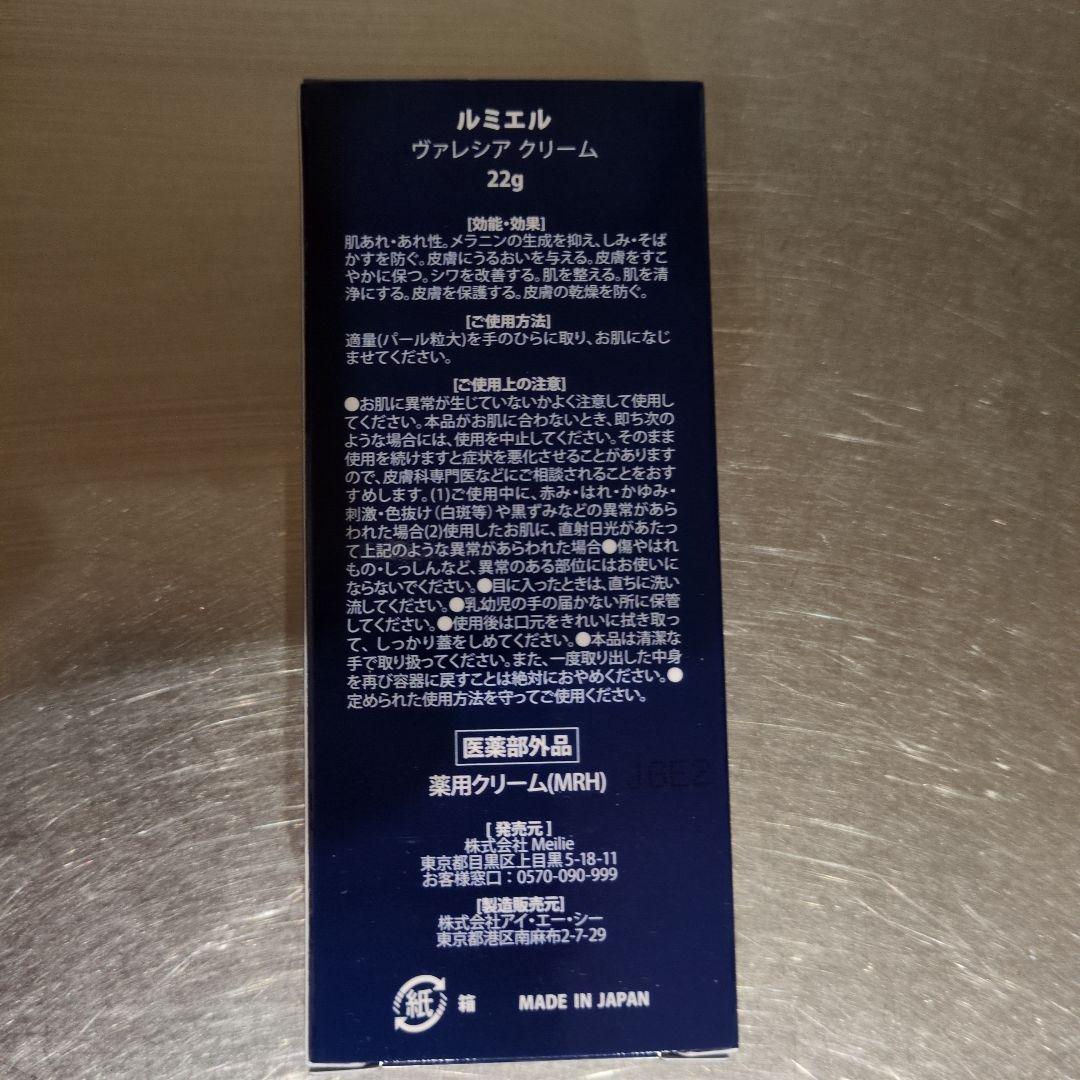 ルミエル
ヴァレシア クリーム
22g
[効能・効果]
肌あれ・あれ性。メラニンの生成を抑え、しみ・そば
かすを防ぐ。皮膚にうるおいを与える。皮膚をすこ
やかに保つ。シワを改善する。肌を整える。肌を清
浄にする。皮膚を保護する。皮膚の乾燥を防ぐ。
[ご使用方法]
適量(パール粒大)を手のひらに取り、お肌になじ
ませてください。
[ご使用上の注意]
●お肌に異常が生じていないかよく注意して使用し
てください。本品がお肌に合わないとき、即ち次の
ような場合には、使用を中止してください。そのまま
使用を続けますと症状を悪化させることがあります
ので、皮膚科専門医などにご相談されることをおす
すめします。(1)ご使用中に、赤み・はれ・かゆみ・
刺激・色抜け(白斑等)や黒ずみなどの異常があら
われた場合(2)使用したお肌に、直射日光があたっ
て上記のような異常があらわれた場合●傷やはれ
もの・しっしんなど、異常のある部位にはお使いに
ならないでください。●目に入ったときは、直ちに洗い
流してください。●乳幼児の手の届かない所に保管
してください。●使用後は口元をきれいに拭き取っ
て、しっかり蓋をしめてください。●本品は清潔な
手で取り扱ってください。また、一度取り出した中身
を再び容器に戻すことは絶対におやめください。●
定められた使用方法を守ってご使用ください。
医薬部外品
薬用クリーム(MRH)
JGE2
[ 発売元 ]
株式会社 Meilie
東京都目黒区上目黒 5-18-11
お客様窓口：0570-090-999
[製造販売元]
株式会社アイ・エー・シー
東京都港区南麻布2-7-29
紙 箱 MADE IN JAPAN